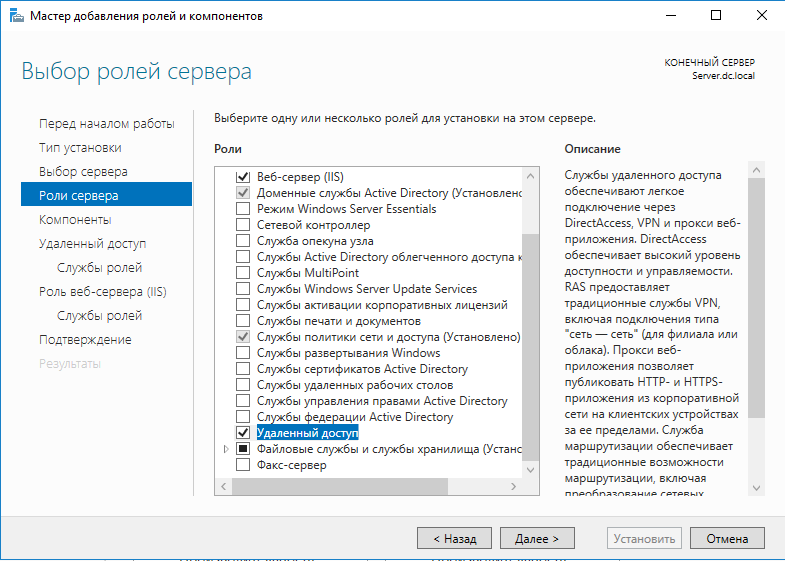 Мастер добавления ролей и компонентов
Выбор ролей сервера
КОНЕЧНЫЙ СЕРВЕР
Server.dc.local
Перед началом работы
Тип установки
Выбор сервера
Роли сервера
Компоненты
Удаленный доступ
Службы ролей
Роль веб-сервера (IIS)
Службы ролей
Подтверждение
Результаты
Выберите одну или несколько ролей для установки на этом сервере.
Роли
Веб-сервер (IIS)
Доменные службы Active Directory (Установлено
Режим Windows Server Essentials
Сетевой контроллер
Служба опекуна узла
Службы Active Directory облегченного доступа к
Службы MultiPoint
Службы Windows Server Update Services
Службы активации корпоративных лицензий
Службы печати и документов
Службы политики сети и доступа (Установлено)
Службы развертывания Windows
Службы сертификатов Active Directory
Службы удаленных рабочих столов
Службы управления правами Active Directory
Службы федерации Active Directory
Удаленный доступ
Файловые службы и службы хранилища (Устано
Факс-сервер
Описание
Службы удаленного доступа
обеспечивают легкое
подключение через
DirectAccess, VPN и прокси веб-
приложения. DirectAccess
обеспечивает высокий уровень
доступности и управляемости.
RAS предоставляет
традиционные службы VPN,
включая подключения типа
"сеть — сеть" (для филиала или
облака). Прокси веб-
приложения позволяет
публиковать HTTP- и HTTPS-
приложения из корпоративной
сети на клиентских устройствах
за ее пределами. Служба
маршрутизации обеспечивает
традиционные возможности
маршрутизации, включая
преобразование сетевых
< Назад
Далее >
Установить
Отмена